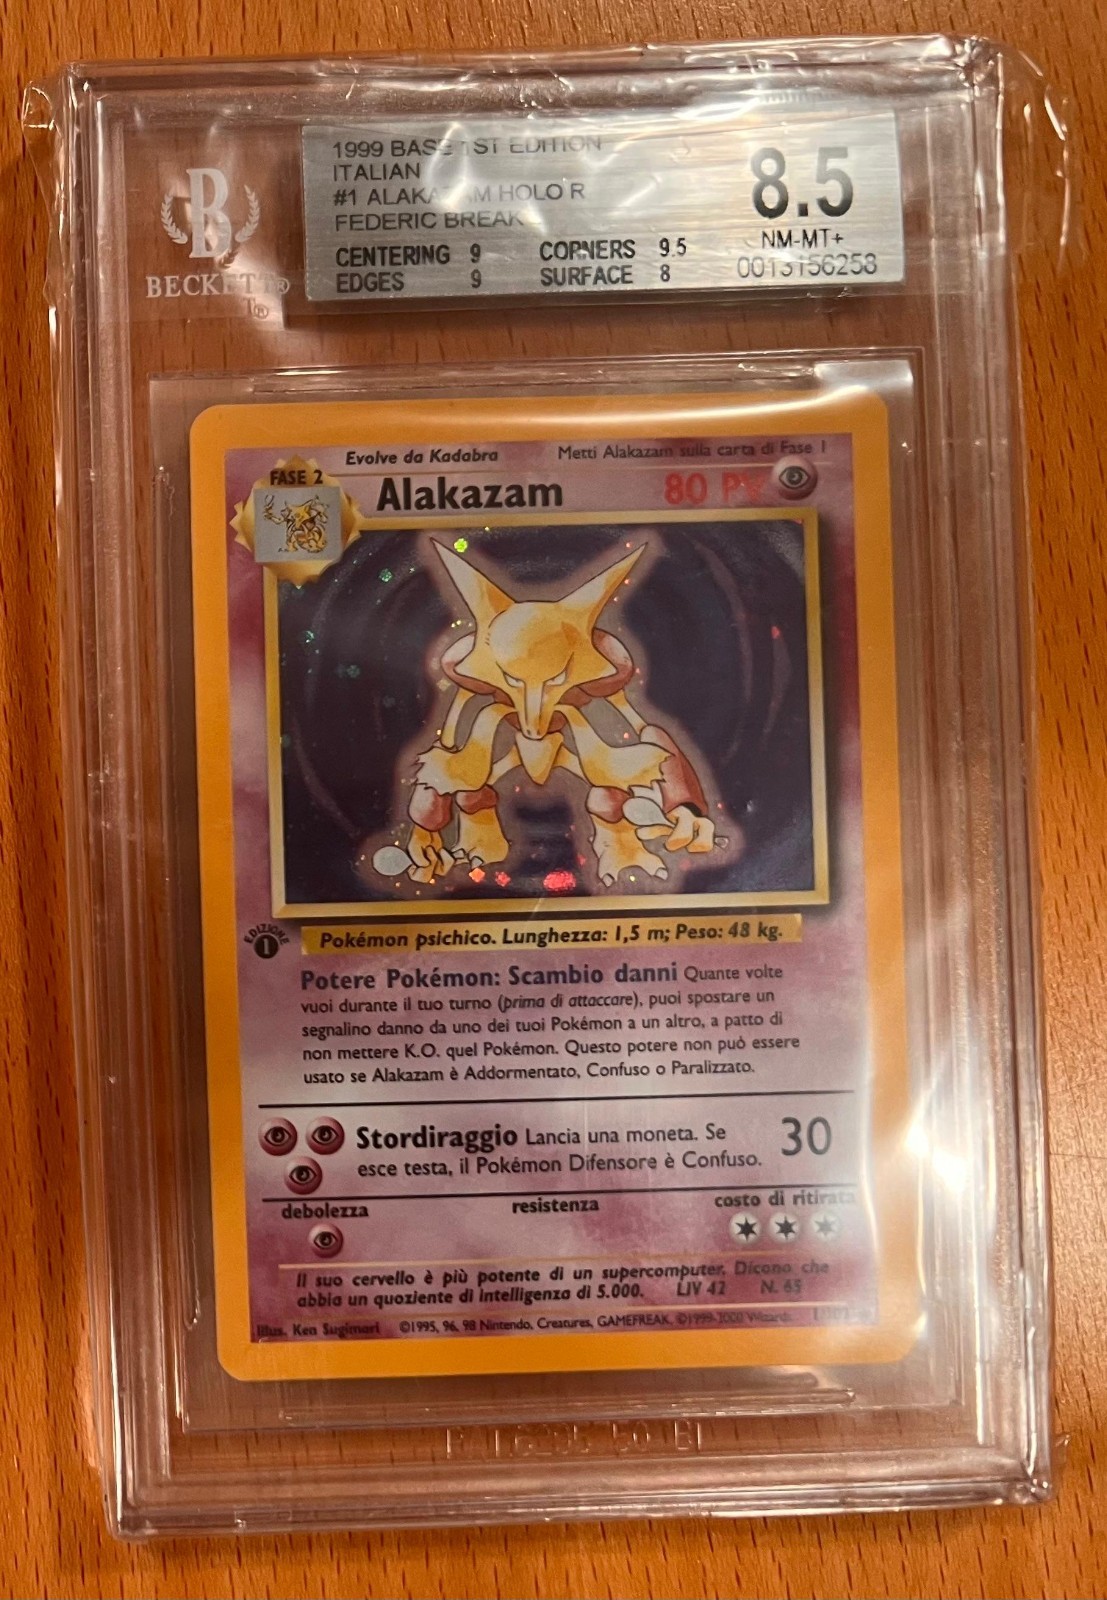 1999 BASE 1ST EDITION
ITALIAN
#1 ALAKAZAM HOLO R
FEDERIC BREAK
CENTERING 9 CORNERS 9.5
EDGES 9 SURFACE 8
8.5
NM-MT+
0013156258
B
BECKETT®
Evolve da Kadabra Metti Alakazam sulla carta di Fase 1
FASE 2
Alakazam 80 PV
EDIZIONE
1
Pokémon psichico. Lunghezza: 1,5 m; Peso: 48 kg.
Potere Pokémon: Scambio danni Quante volte
vuoi durante il tuo turno (prima di attaccare), puoi spostare un
segnalino danno da uno dei tuoi Pokémon a un altro, a patto di
non mettere K.O. quel Pokémon. Questo potere non può essere
usato se Alakazam è Addormentato, Confuso o Paralizzato.
Stordiraggio Lancia una moneta. Se
esce testa, il Pokémon Difensore è Confuso.
30
debolezza resistenza costo di ritirata
Il suo cervello è più potente di un supercomputer. Dicono che
abbia un quoziente di intelligenza di 5.000. LIV 42 N. 65
Illus. Ken Sugimori ©1995, 96, 98 Nintendo, Creatures, GAMEFREAK. ©1999-2000 Wizards.